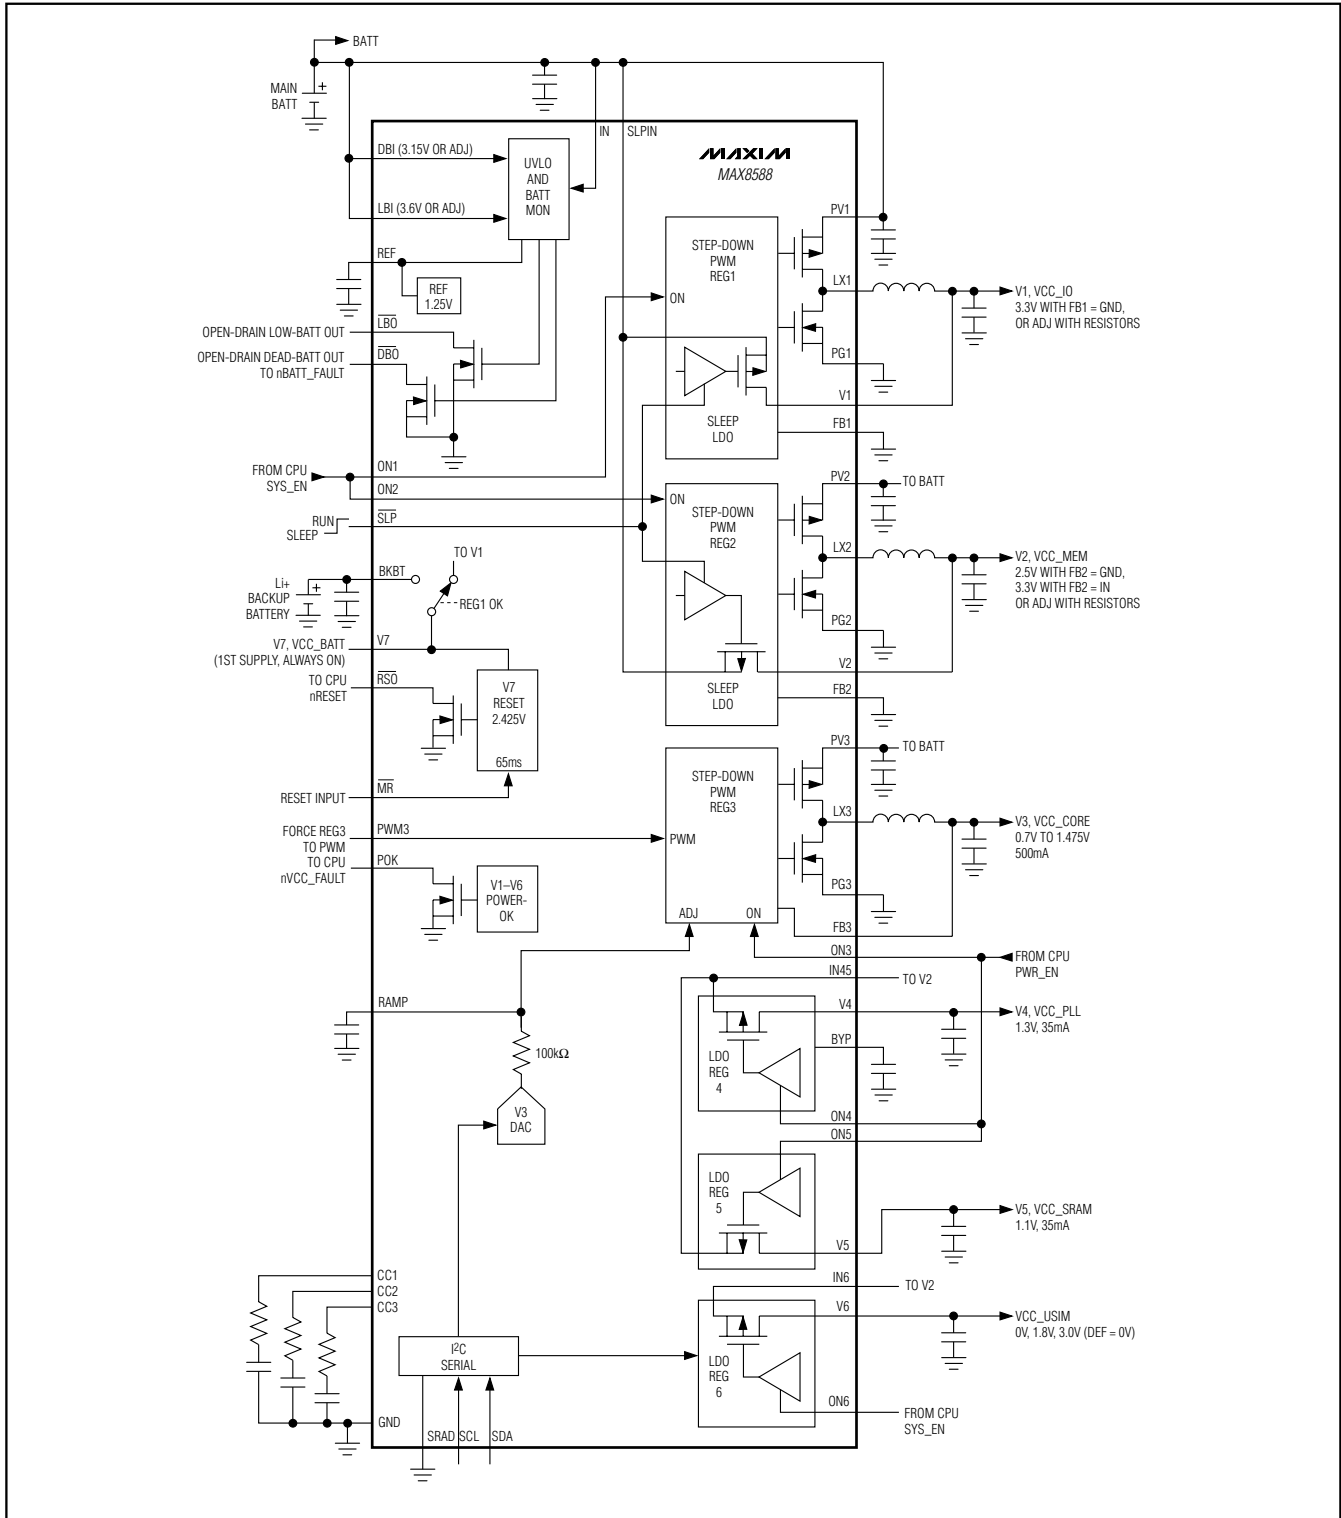 BATT
MAIN
BATT
IN
SLPIN
DBI (3.15V OR ADJ)
LBI (3.6V OR ADJ)
UVLO
AND
BATT
MON
MAXIM
MAX8588
REF
REF
1.25V
LBO
OPEN-DRAIN LOW-BATT OUT
DBO
OPEN-DRAIN DEAD-BATT OUT
TO nBATT_FAULT
STEP-DOWN
PWM
REG1
ON
SLEEP
LDO
PV1
LX1
PG1
V1
FB1
V1, VCC_IO
3.3V WITH FB1 = GND,
OR ADJ WITH RESISTORS
FROM CPU
SYS_EN
ON1
ON2
RUN
SLEEP
SLP
ON
STEP-DOWN
PWM
REG2
SLEEP
LDO
PV2
TO BATT
LX2
PG2
V2
FB2
V2, VCC_MEM
2.5V WITH FB2 = GND,
3.3V WITH FB2 = IN
OR ADJ WITH RESISTORS
TO V1
BKBT
REG1 OK
Li+
BACKUP
BATTERY
V7, VCC_BATT
(1ST SUPPLY, ALWAYS ON)
V7
TO CPU
nRESET
RSO
V7
RESET
2.425V
65ms
RESET INPUT
MR
PV3
TO BATT
STEP-DOWN
PWM
REG3
PWM
ADJ
ON
LX3
PG3
FB3
V3, VCC_CORE
0.7V TO 1.475V
500mA
FORCE REG3
TO PWM
PWM3
TO CPU
nVCC_FAULT
POK
V1–V6
POWER-
OK
ON3
FROM CPU
PWR_EN
IN45
TO V2
RAMP
100kΩ
V3
DAC
LDO
REG
4
V4
V4, VCC_PLL
1.3V, 35mA
BYP
ON4
ON5
LDO
REG
5
V5
V5, VCC_SRAM
1.1V, 35mA
IN6
TO V2
V6
VCC_USIM
0V, 1.8V, 3.0V (DEF = 0V)
LDO
REG
6
ON6
FROM CPU
SYS_EN
CC1
CC2
CC3
I²C
SERIAL
GND
SRAD
SCL
SDA